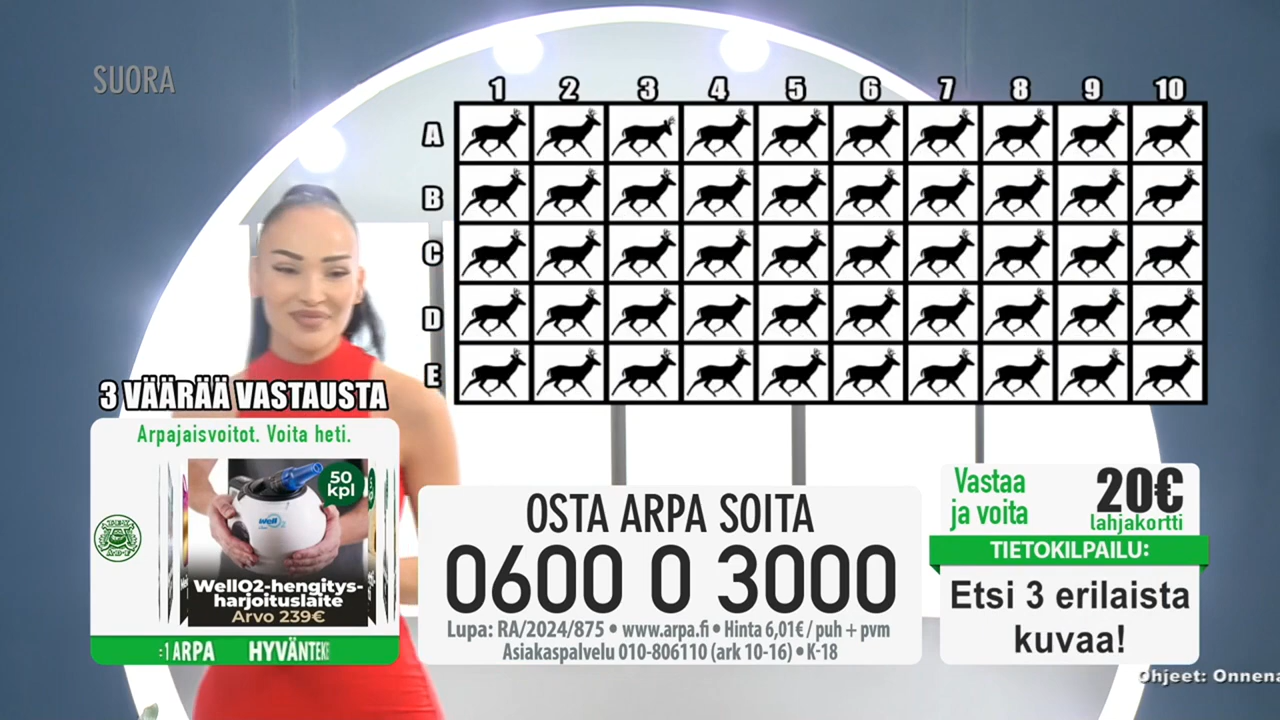 SUORA
1 2 3 4 5 6 7 8 9 10
A
B
C
D
E
3 VÄÄRÄÄ VASTAUSTA
Arpajaisvoitot. Voita heti.
50
kpl
WellO2-hengitys-
harjoituslaite
Arvo 239€
:1 ARPA HYVÄNTEK
OSTA ARPA SOITA
0600 0 3000
Lupa: RA/2024/875 • www.arpa.fi • Hinta 6,01€ / puh + pvm
Asiakaspalvelu 010-806110 (ark 10-16) • K-18
Vastaa
ja voita
20€
lahjakortti
TIETOKILPAILU:
Etsi 3 erilaista
kuvaa!
Ohjeet: Onnena